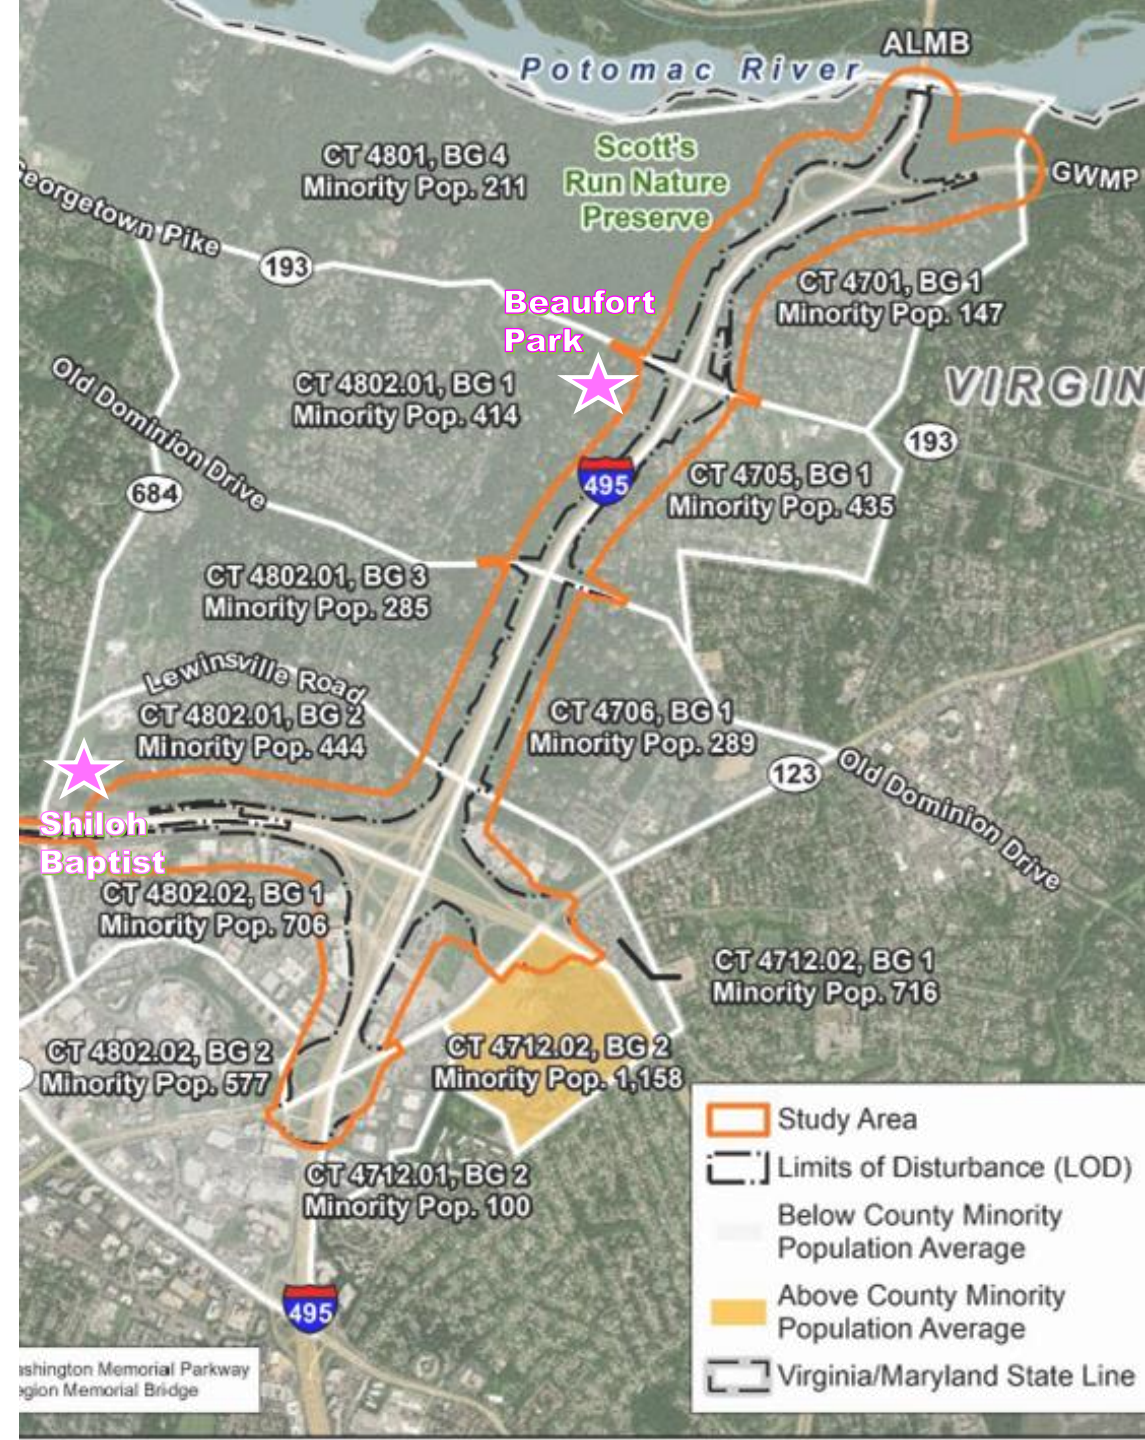 ALMB
Potomac River
CT 4801, BG 4
Minority Pop. 211
Scott's
Run Nature
Preserve
GWMP
eorgetown Pike
193
CT 4701, BG 1
Minority Pop. 147
Beaufort
Park
Old Dominion Drive
CT 4802.01, BG 1
Minority Pop. 414
VIRGIN
193
684
495
CT 4705, BG 1
Minority Pop. 435
CT 4802.01, BG 3
Minority Pop. 285
Lewinsville Road
CT 4802.01, BG 2
Minority Pop. 444
CT 4706, BG 1
Minority Pop. 289
123
Old Dominion Drive
Shiloh
Baptist
CT 4802.02, BG 1
Minority Pop. 706
CT 4712.02, BG 1
Minority Pop. 716
CT 4802.02, BG 2
Minority Pop. 577
CT 4712.02, BG 2
Minority Pop. 1,158
CT 4712.01, BG 2
Minority Pop. 100
495
Study Area
Limits of Disturbance (LOD)
Below County Minority
Population Average
Above County Minority
Population Average
Virginia/Maryland State Line
ashington Memorial Parkway
egion Memorial Bridge